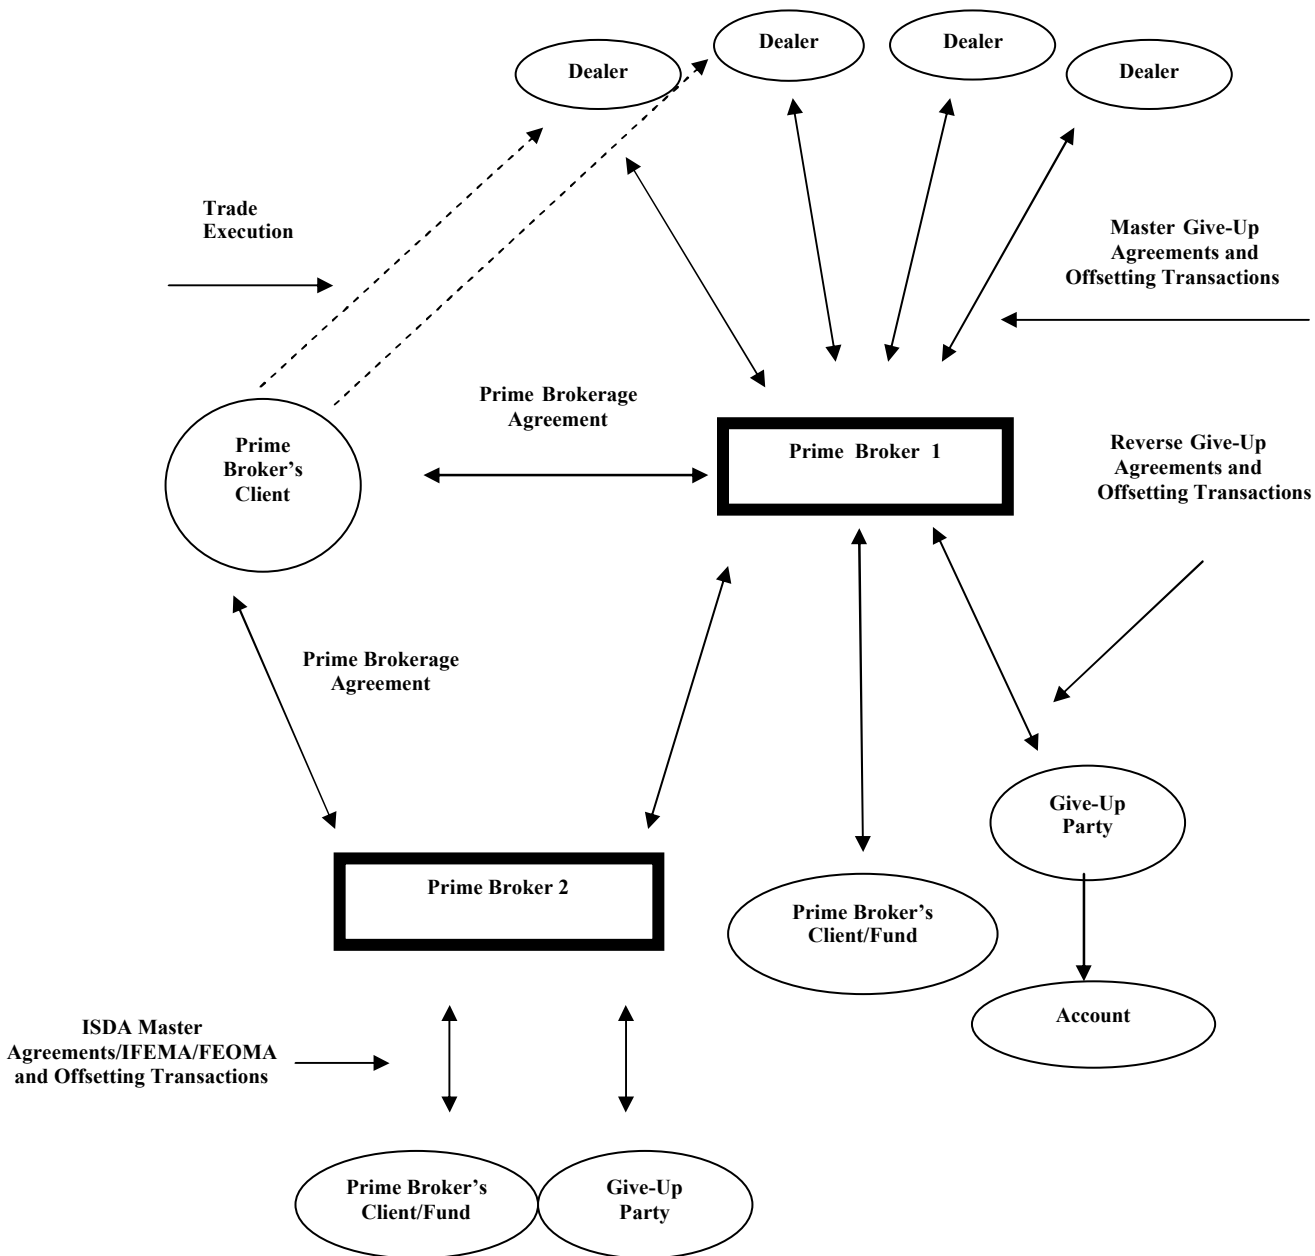 Dealer
Dealer
Dealer
Dealer
Trade
Execution
Master Give-Up
Agreements and
Offsetting Transactions
Prime Brokerage
Agreement
Prime
Broker's
Client
Prime Broker 1
Reverse Give-Up
Agreements and
Offsetting Transactions
Prime Brokerage
Agreement
Give-Up
Party
Prime Broker 2
Prime Broker's
Client/Fund
Account
ISDA Master
Agreements/IFEMA/FEOMA
and Offsetting Transactions
Prime Broker's
Client/Fund
Give-Up
Party